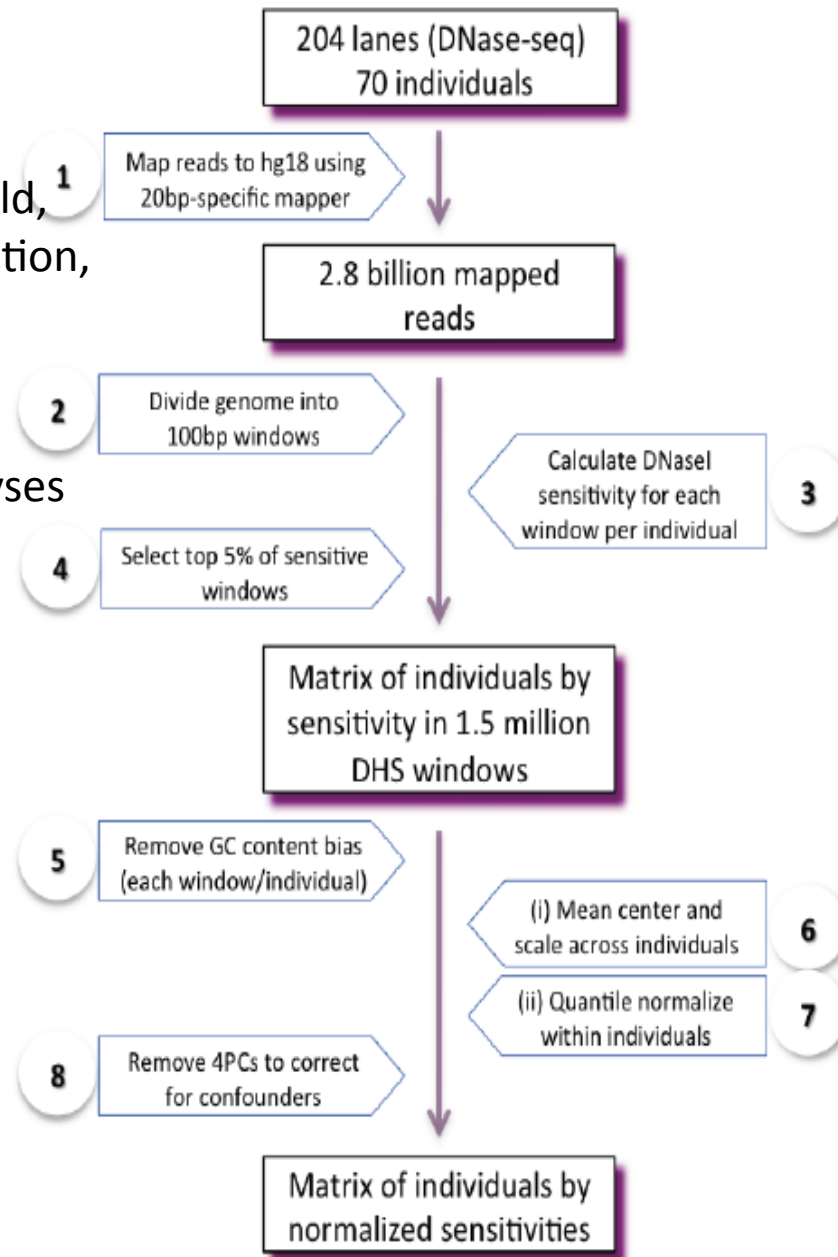 204 lanes (DNase-seq)
70 individuals
1
Map reads to hg18 using
20bp-specific mapper
ld,
tion,
2.8 billion mapped
reads
2
Divide genome into
100bp windows
Calculate DNaseI
sensitivity for each
window per individual
3
yses
4
Select top 5% of sensitive
windows
Matrix of individuals by
sensitivity in 1.5 million
DHS windows
5
Remove GC content bias
(each window/individual)
(i) Mean center and
scale across individuals
6
(ii) Quantile normalize
within individuals
7
8
Remove 4PCs to correct
for confounders
Matrix of individuals by
normalized sensitivities